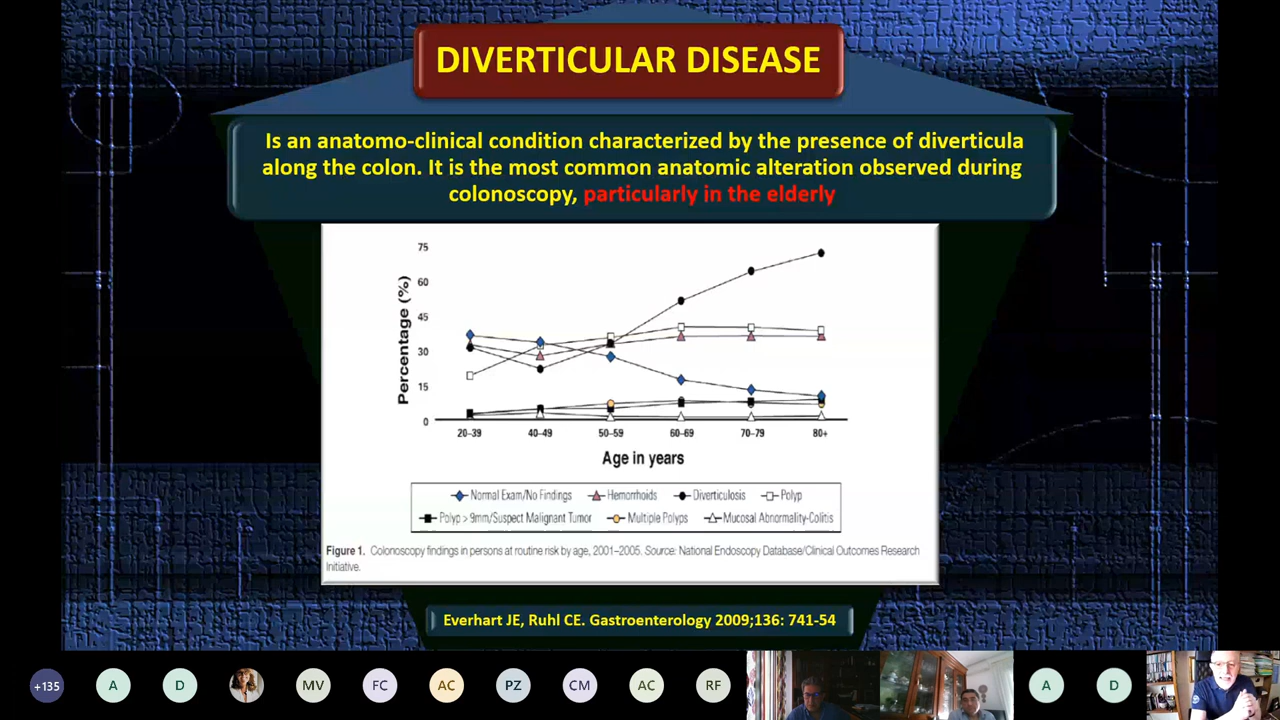 DIVERTICULAR DISEASE
Is an anatomo-clinical condition characterized by the presence of diverticula
along the colon. It is the most common anatomic alteration observed during
colonoscopy, particularly in the elderly
75
60
45
30
15
0
Percentage (%)
20–39 40–49 50–59 60–69 70–79 80+
Age in years
Normal Exam/No Findings Hemorrhoids Diverticulosis Polyp
Polyp > 9mm/Suspect Malignant Tumor Multiple Polyps Mucosal Abnormality-Colitis
Figure 1. Colonoscopy findings in persons at routine risk by age, 2001–2005. Source: National Endoscopy Database/Clinical Outcomes Research
Initiative.
Everhart JE, Ruhl CE. Gastroenterology 2009;136: 741-54
+135 A D MV FC AC PZ CM AC RF A D